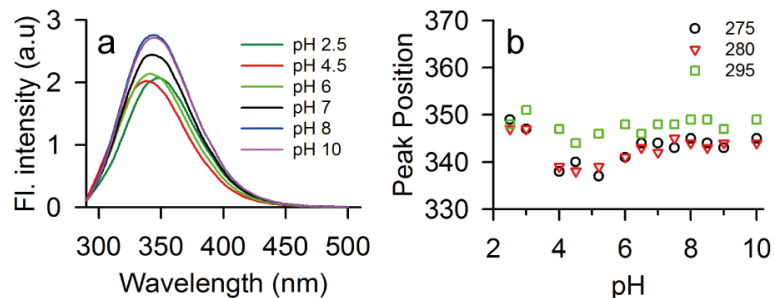 a
Fl. intensity (a.u)
3
2
1
0
pH 2.5
pH 4.5
pH 6
pH 7
pH 8
pH 10
300 350 400 450 500
Wavelength (nm)
b
Peak Position
370
360
350
340
330
275
280
295
2 4 6 8 10
pH